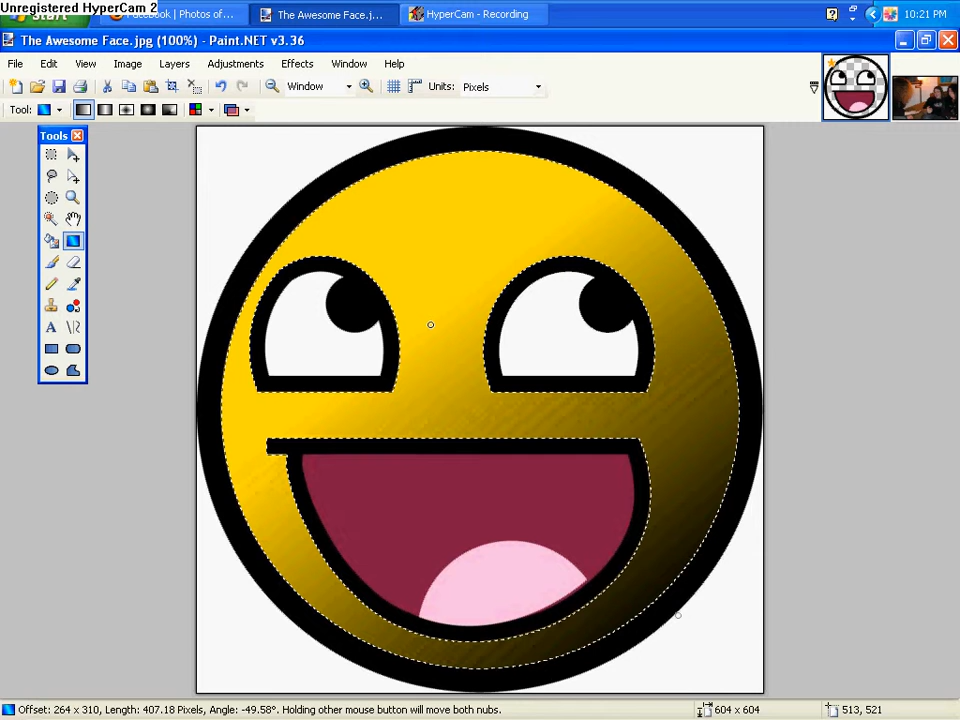 Unregistered HyperCam 2
Start
Facebook | Photos of...
The Awesome Face.j...
HyperCam - Recording
10:21 PM
The Awesome Face.jpg (100%) - Paint.NET v3.36
File Edit View Image Layers Adjustments Effects Window Help
Window Units: Pixels
Tool:
Tools
Offset: 264 x 310, Length: 407.18 Pixels, Angle: -49.58°. Holding other mouse button will move both nubs.
604 x 604
513, 521